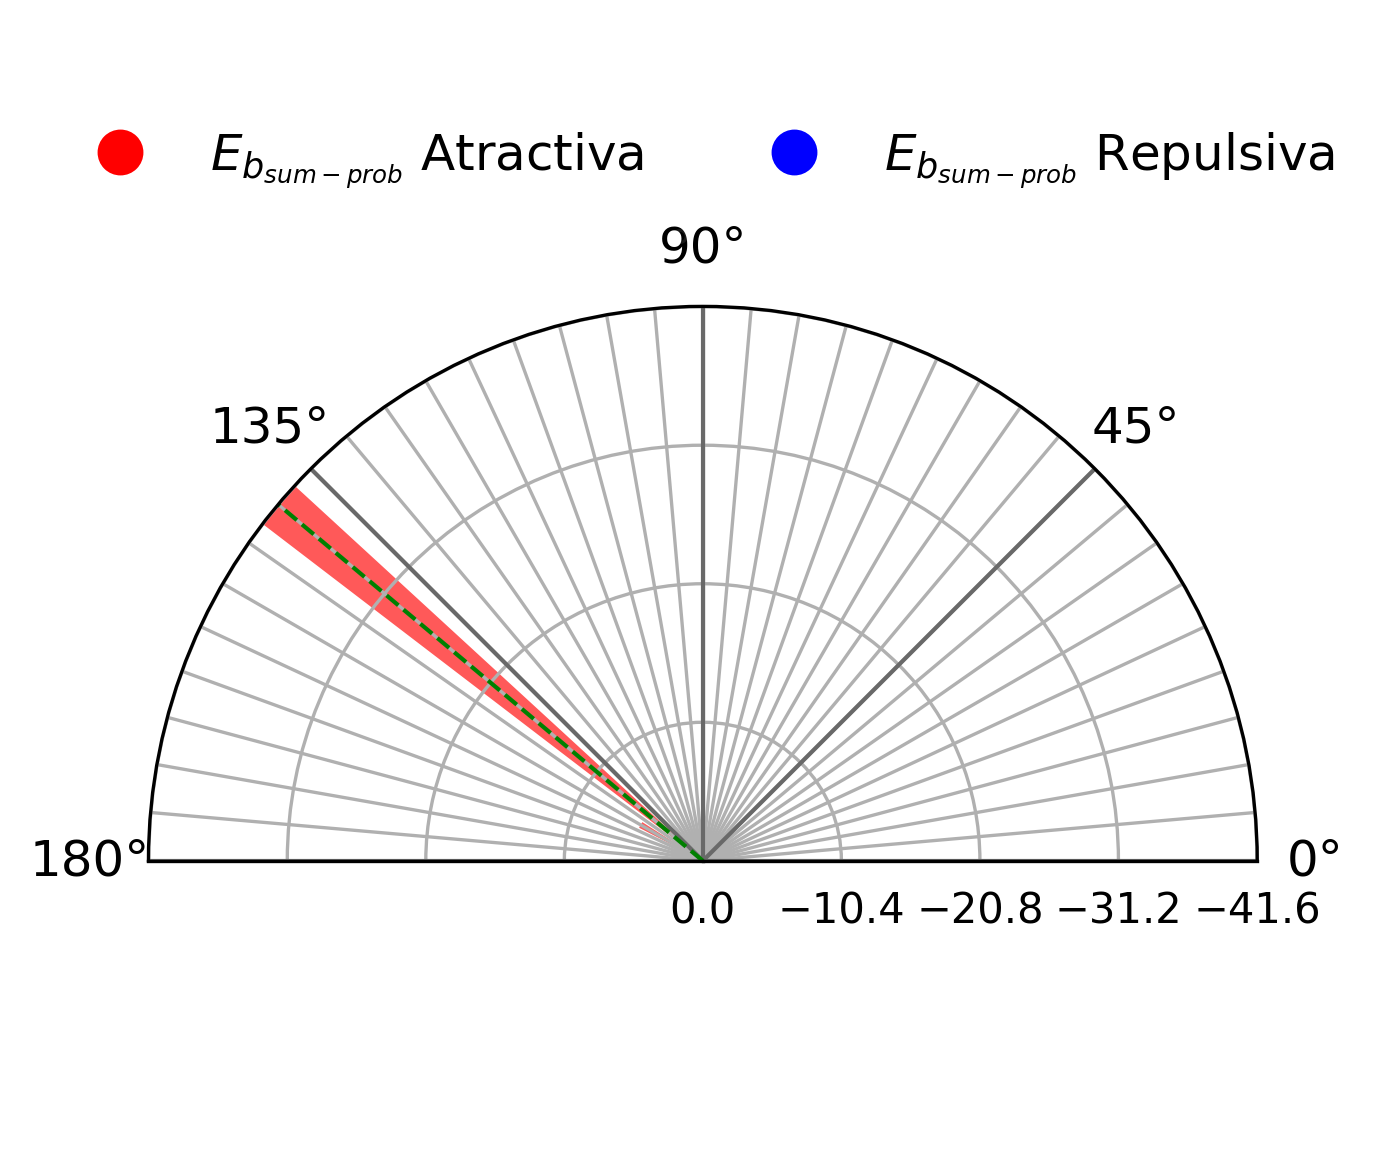 E_{b_{sum-prob}} Atractiva E_{b_{sum-prob}} Repulsiva
90°
135° 45°
180° 0°
0.0 −10.4 −20.8 −31.2 −41.6